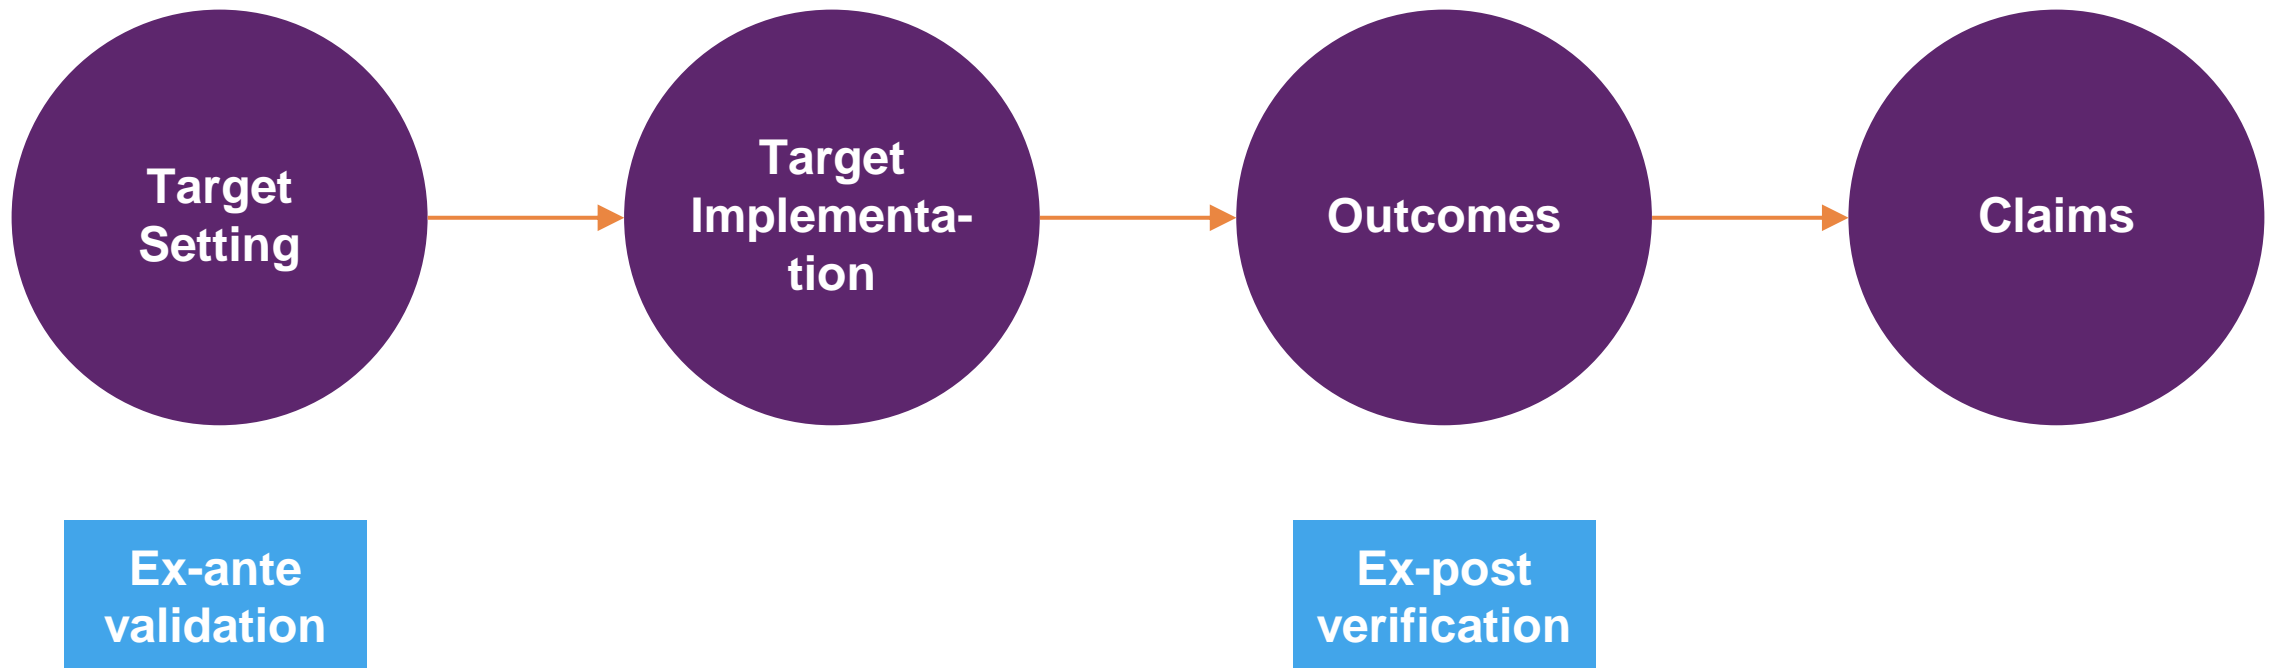 Target
Setting
Target
Implementa-
tion
Outcomes
Claims
Ex-ante
validation
Ex-post
verification